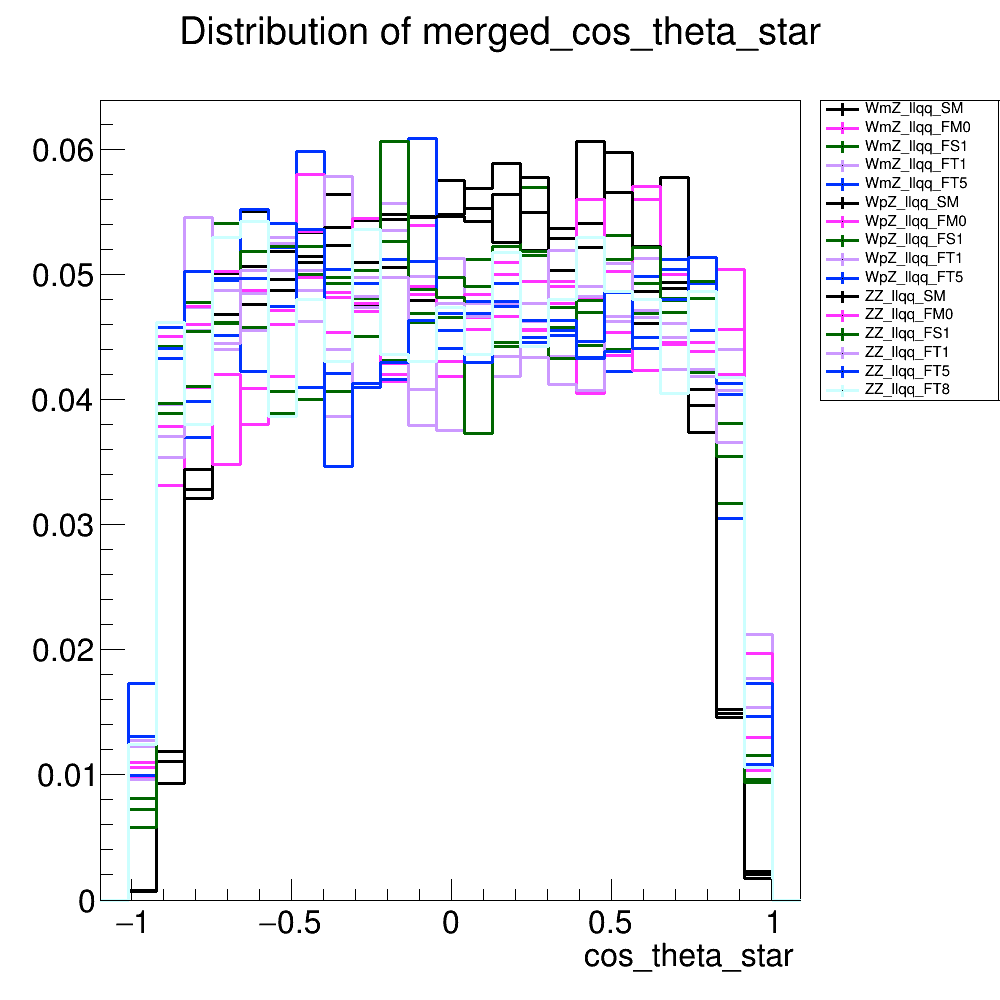 Distribution of merged_cos_theta_star
WmZ_llqq_SM
WmZ_llqq_FM0
WmZ_llqq_FS1
WmZ_llqq_FT1
WmZ_llqq_FT5
WpZ_llqq_SM
WpZ_llqq_FM0
WpZ_llqq_FS1
WpZ_llqq_FT1
WpZ_llqq_FT5
ZZ_llqq_SM
ZZ_llqq_FM0
ZZ_llqq_FS1
ZZ_llqq_FT1
ZZ_llqq_FT5
ZZ_llqq_FT8
0.06
0.05
0.04
0.03
0.02
0.01
0
−1 −0.5 0 0.5 1
cos_theta_star